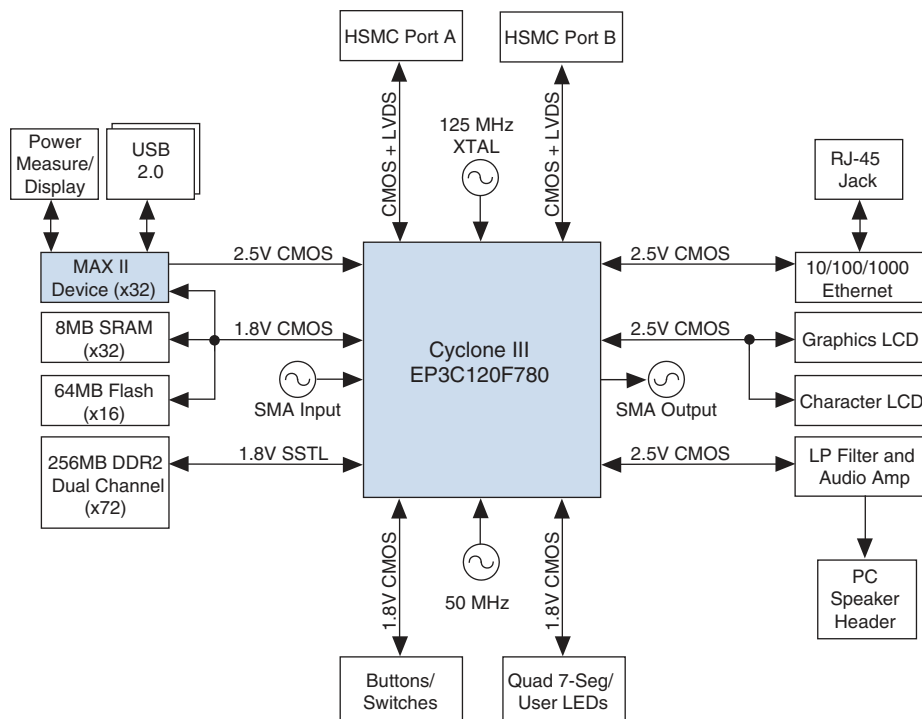 HSMC Port A
HSMC Port B
CMOS + LVDS
125 MHz
XTAL
CMOS + LVDS
Power
Measure/
Display
USB
2.0
RJ-45
Jack
MAX II
Device (x32)
2.5V CMOS
2.5V CMOS
10/100/1000
Ethernet
8MB SRAM
(x32)
1.8V CMOS
Cyclone III
EP3C120F780
2.5V CMOS
Graphics LCD
64MB Flash
(x16)
SMA Input
SMA Output
Character LCD
256MB DDR2
Dual Channel
(x72)
1.8V SSTL
2.5V CMOS
LP Filter and
Audio Amp
1.8V CMOS
50 MHz
1.8V CMOS
PC
Speaker
Header
Buttons/
Switches
Quad 7-Seg/
User LEDs